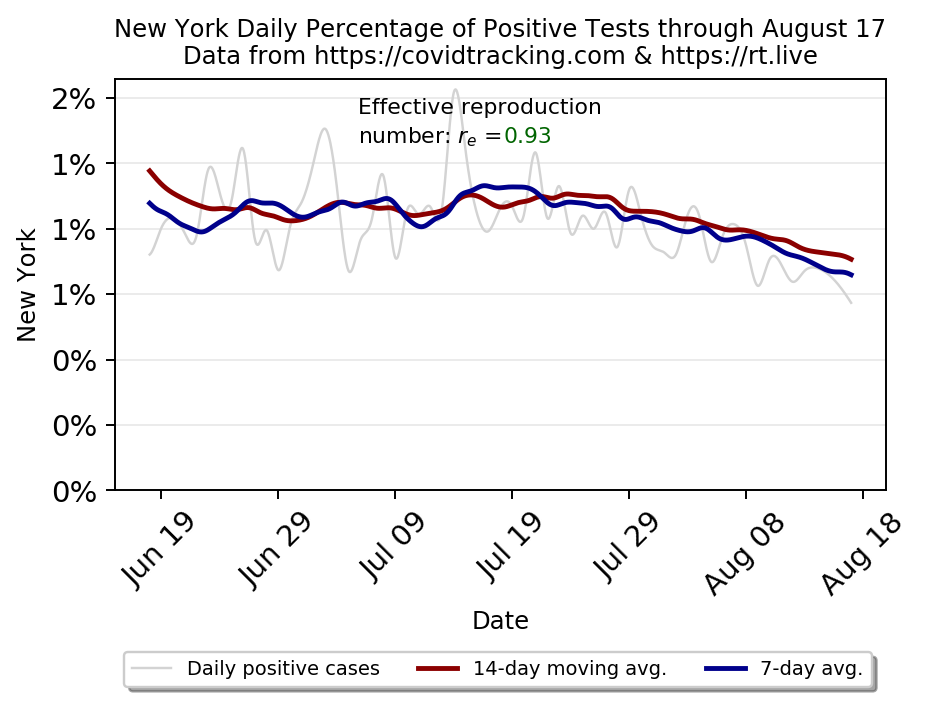 New York Daily Percentage of Positive Tests through August 17
Data from https://covidtracking.com & https://rt.live
Effective reproduction
number: rₑ =0.93
2%
1%
1%
1%
0%
0%
0%
New York
Jun 19
Jun 29
Jul 09
Jul 19
Jul 29
Aug 08
Aug 18
Date
Daily positive cases
14-day moving avg.
7-day avg.